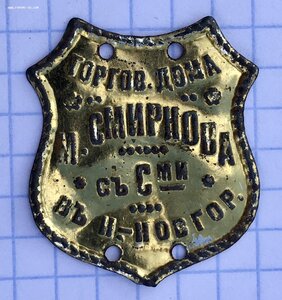 ТОРГОВ. ДОМА
И. СМИРНОВА
СЪ СМИ
ВЪ Н-НОВГОР.